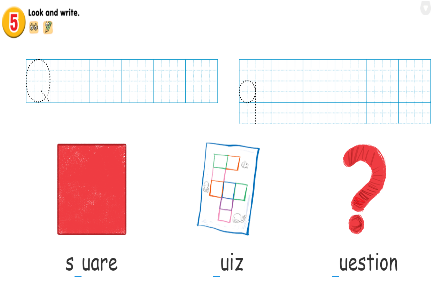 5 Look and write.
Q q
s_uare _uiz _uestion